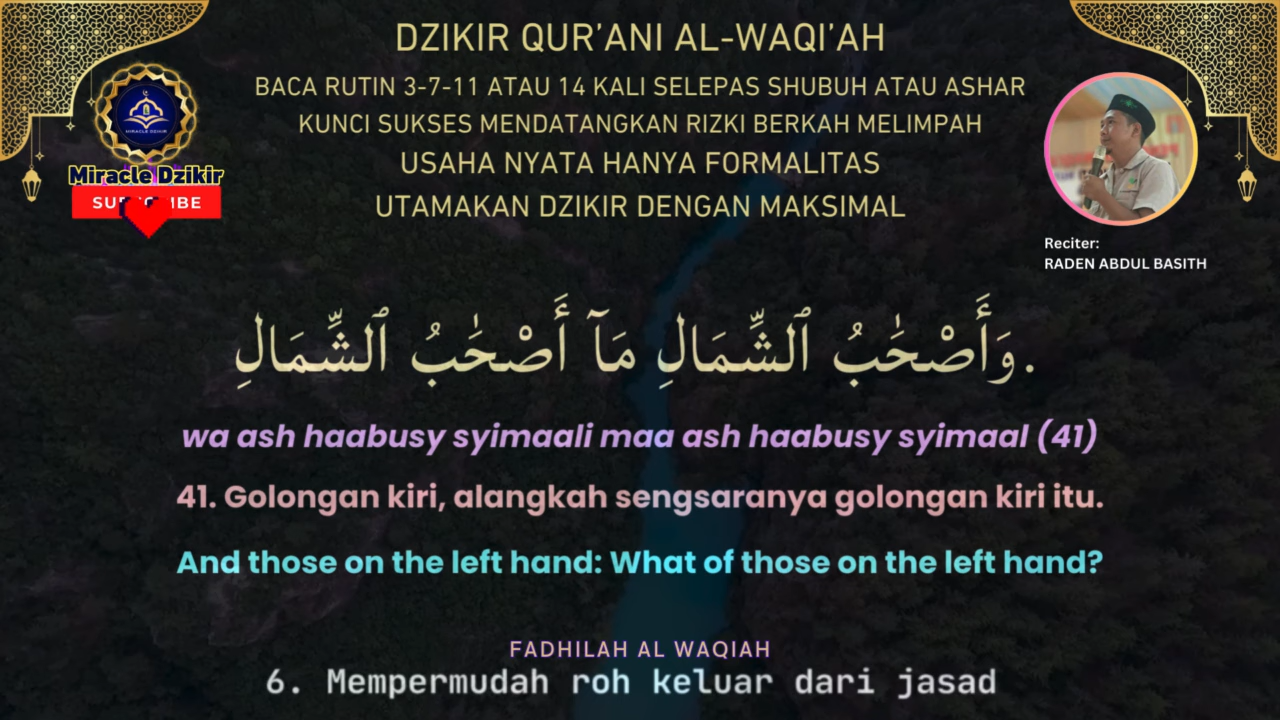 DZIKIR QUR’ANI AL-WAQI’AH
BACA RUTIN 3-7-11 ATAU 14 KALI SELEPAS SHUBUH ATAU ASHAR
KUNCI SUKSES MENDATANGKAN RIZKI BERKAH MELIMPAH
USAHA NYATA HANYA FORMALITAS
UTAMAKAN DZIKIR DENGAN MAKSIMAL
MIRACLE DZIKIR
Miracle Dzikir
Reciter:
RADEN ABDUL BASITH
وَأَصْحَٰبُ ٱلشِّمَالِ مَآ أَصْحَٰبُ ٱلشِّمَالِ.
wa ash haabusy syimaali maa ash haabusy syimaal (41)
41. Golongan kiri, alangkah sengsaranya golongan kiri itu.
And those on the left hand: What of those on the left hand?
FADHILAH AL WAQIAH
6. Mempermudah roh keluar dari jasad